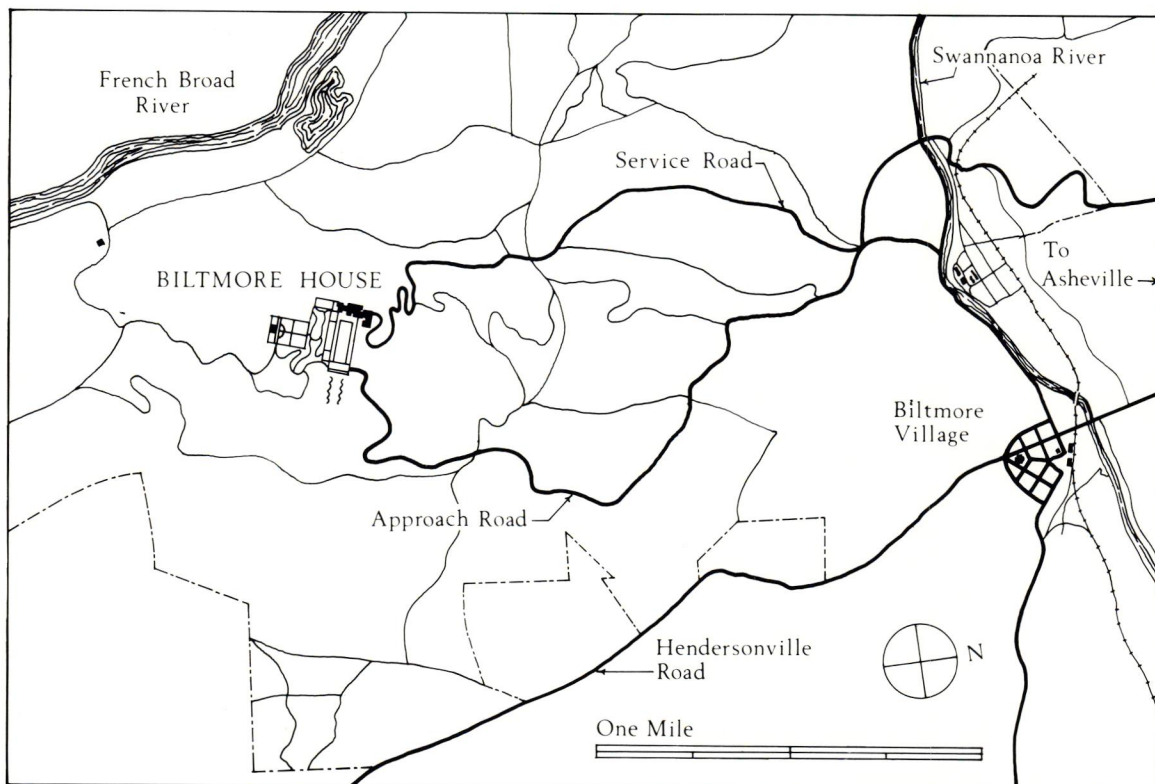 French Broad
River
Swannanoa River
Service Road
To
Asheville
BILTMORE HOUSE
Biltmore
Village
Approach Road
Hendersonville
Road
N
One Mile